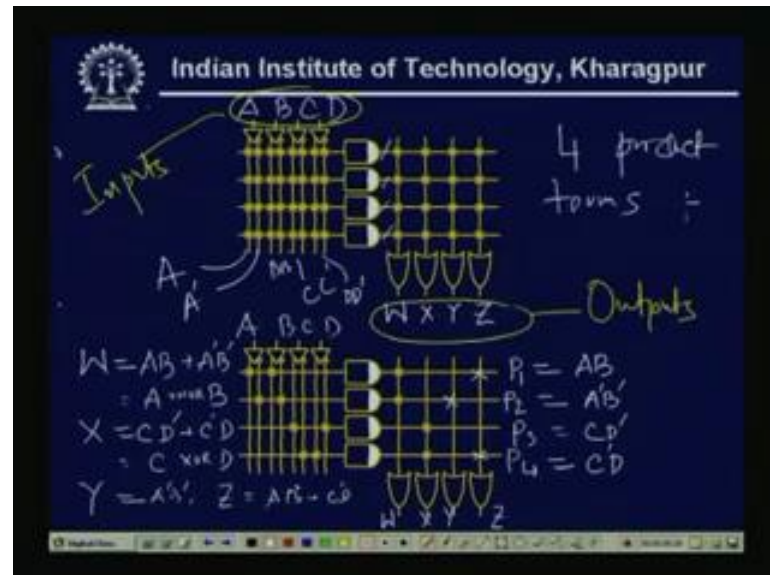 Indian Institute of Technology, Kharagpur
A B C D
Inputs
4 product
terms :-
A
A'
BB'
CC'
DD'
W X Y Z
Outputs
A B C D
W = AB + A'B'
= A xnor B
X = CD' + C'D
= C xor D
Y = A'B'. Z = AB + C'D
P1 = AB
P2 = A'B'
P3 = CD'
P4 = C'D
W X Y Z